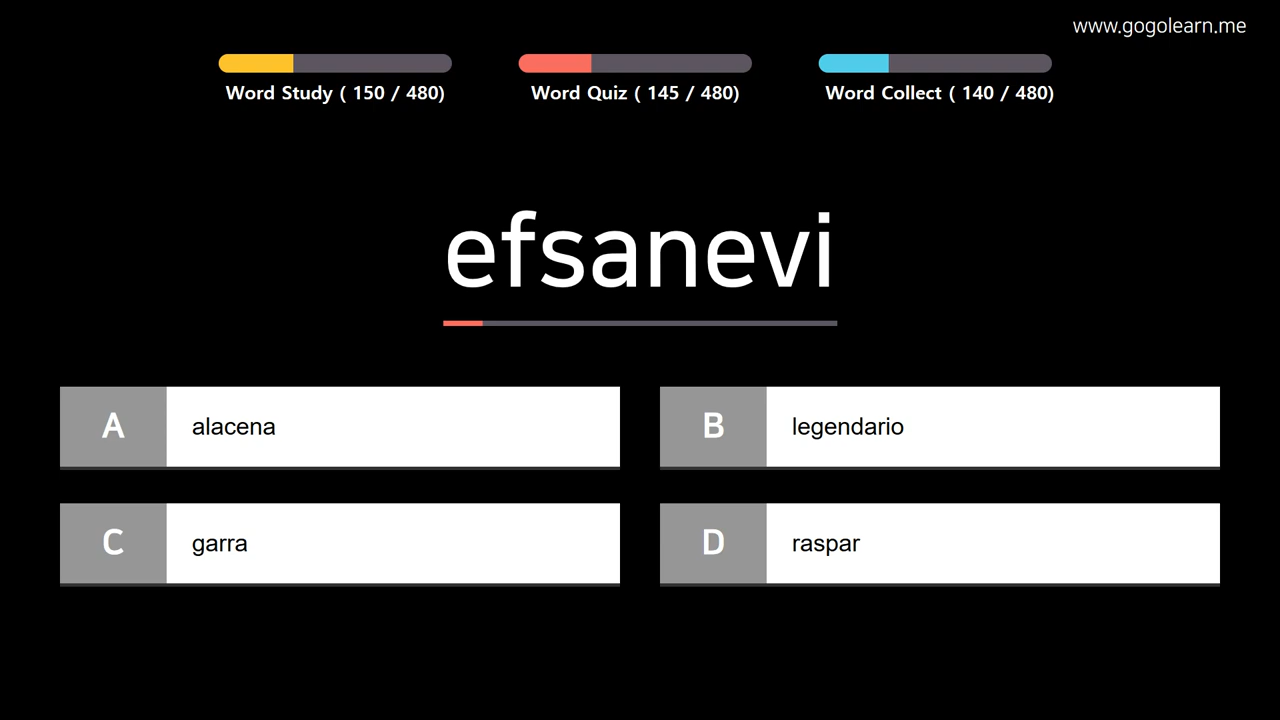 www.gogolearn.me
Word Study ( 150 / 480)
Word Quiz ( 145 / 480)
Word Collect ( 140 / 480)
efsanevi
A alacena
B legendario
C garra
D raspar